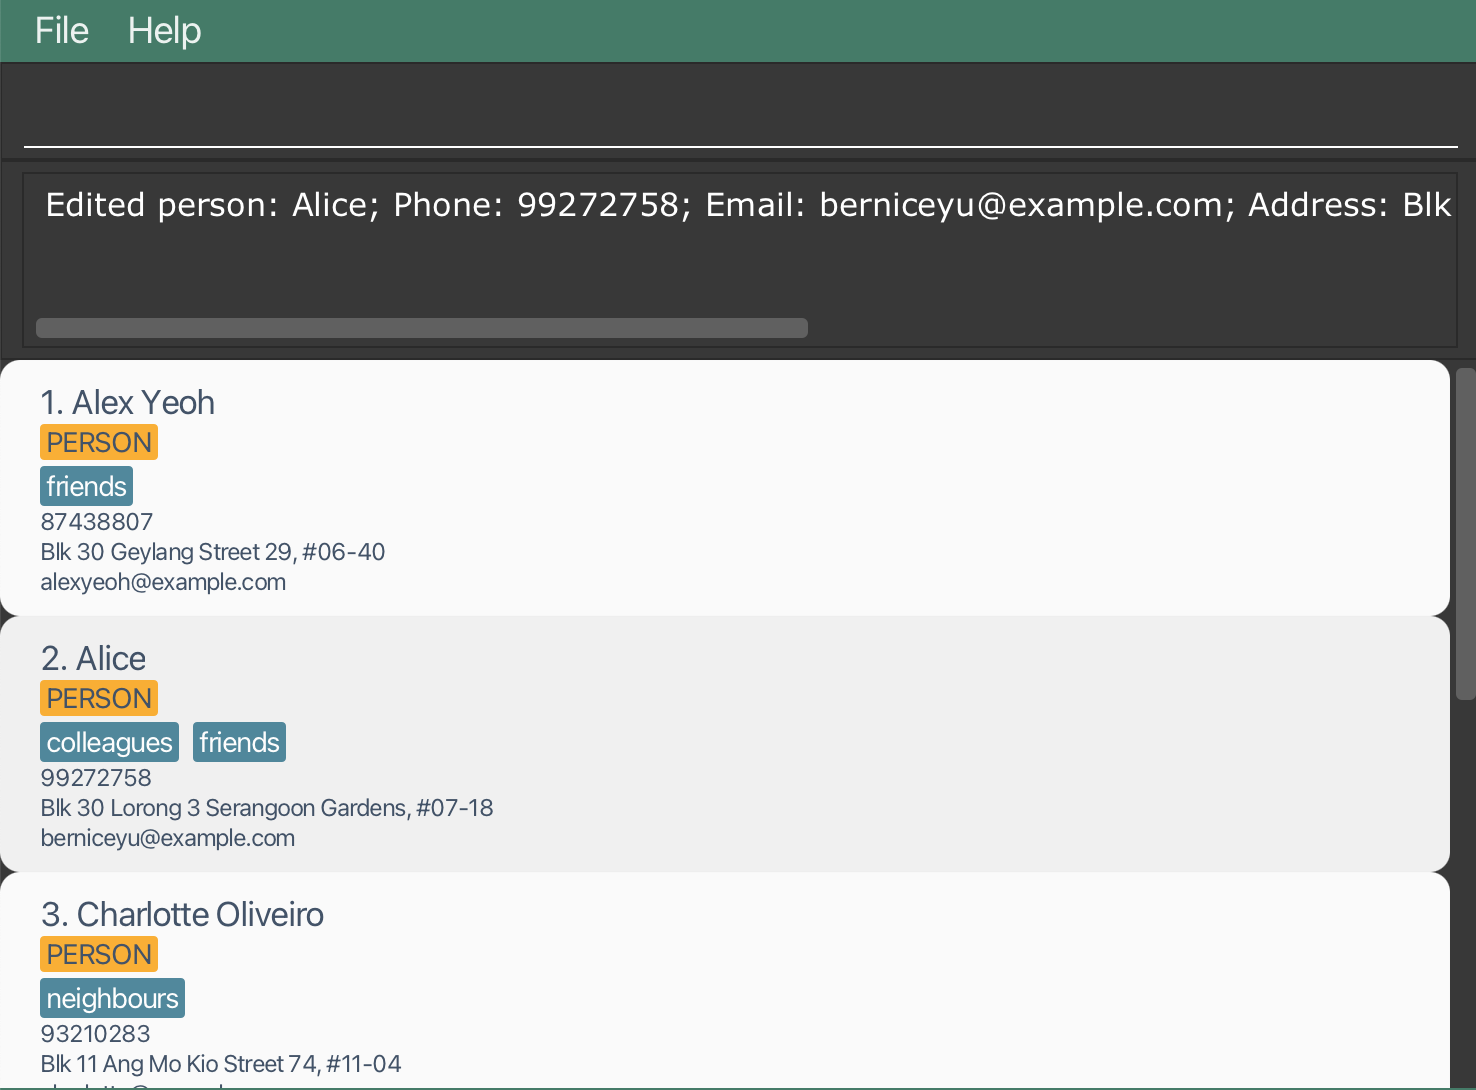 File Help
Edited person: Alice; Phone: 99272758; Email: berniceyu@example.com; Address: Blk
1. Alex Yeoh
PERSON
friends
87438807
Blk 30 Geylang Street 29, #06-40
alexyeoh@example.com
2. Alice
PERSON
colleagues friends
99272758
Blk 30 Lorong 3 Serangoon Gardens, #07-18
berniceyu@example.com
3. Charlotte Oliveiro
PERSON
neighbours
93210283
Blk 11 Ang Mo Kio Street 74, #11-04